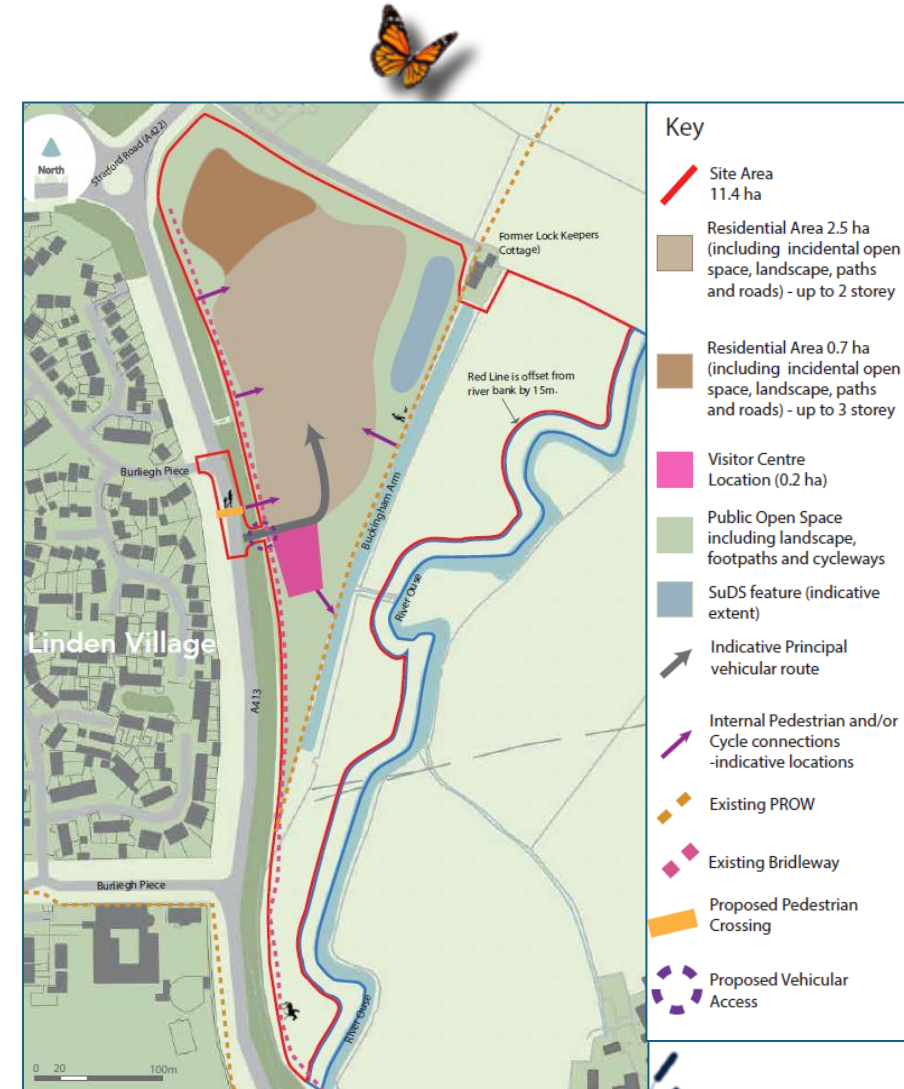 North
Stratford Road (A422)
Former Lock Keepers
Cottage)
Red Line is offset from
river bank by 15m.
Burliegh Piece
Buckingham Arm
River Ouse
Linden Village
A413
Burliegh Piece
River Ouse
0 20 100m
Key
Site Area
11.4 ha
Residential Area 2.5 ha
(including incidental open
space, landscape, paths
and roads) - up to 2 storey
Residential Area 0.7 ha
(including incidental open
space, landscape, paths
and roads) - up to 3 storey
Visitor Centre
Location (0.2 ha)
Public Open Space
including landscape,
footpaths and cycleways
SuDS feature (indicative
extent)
Indicative Principal
vehicular route
Internal Pedestrian and/or
Cycle connections
-indicative locations
Existing PROW
Existing Bridleway
Proposed Pedestrian
Crossing
Proposed Vehicular
Access